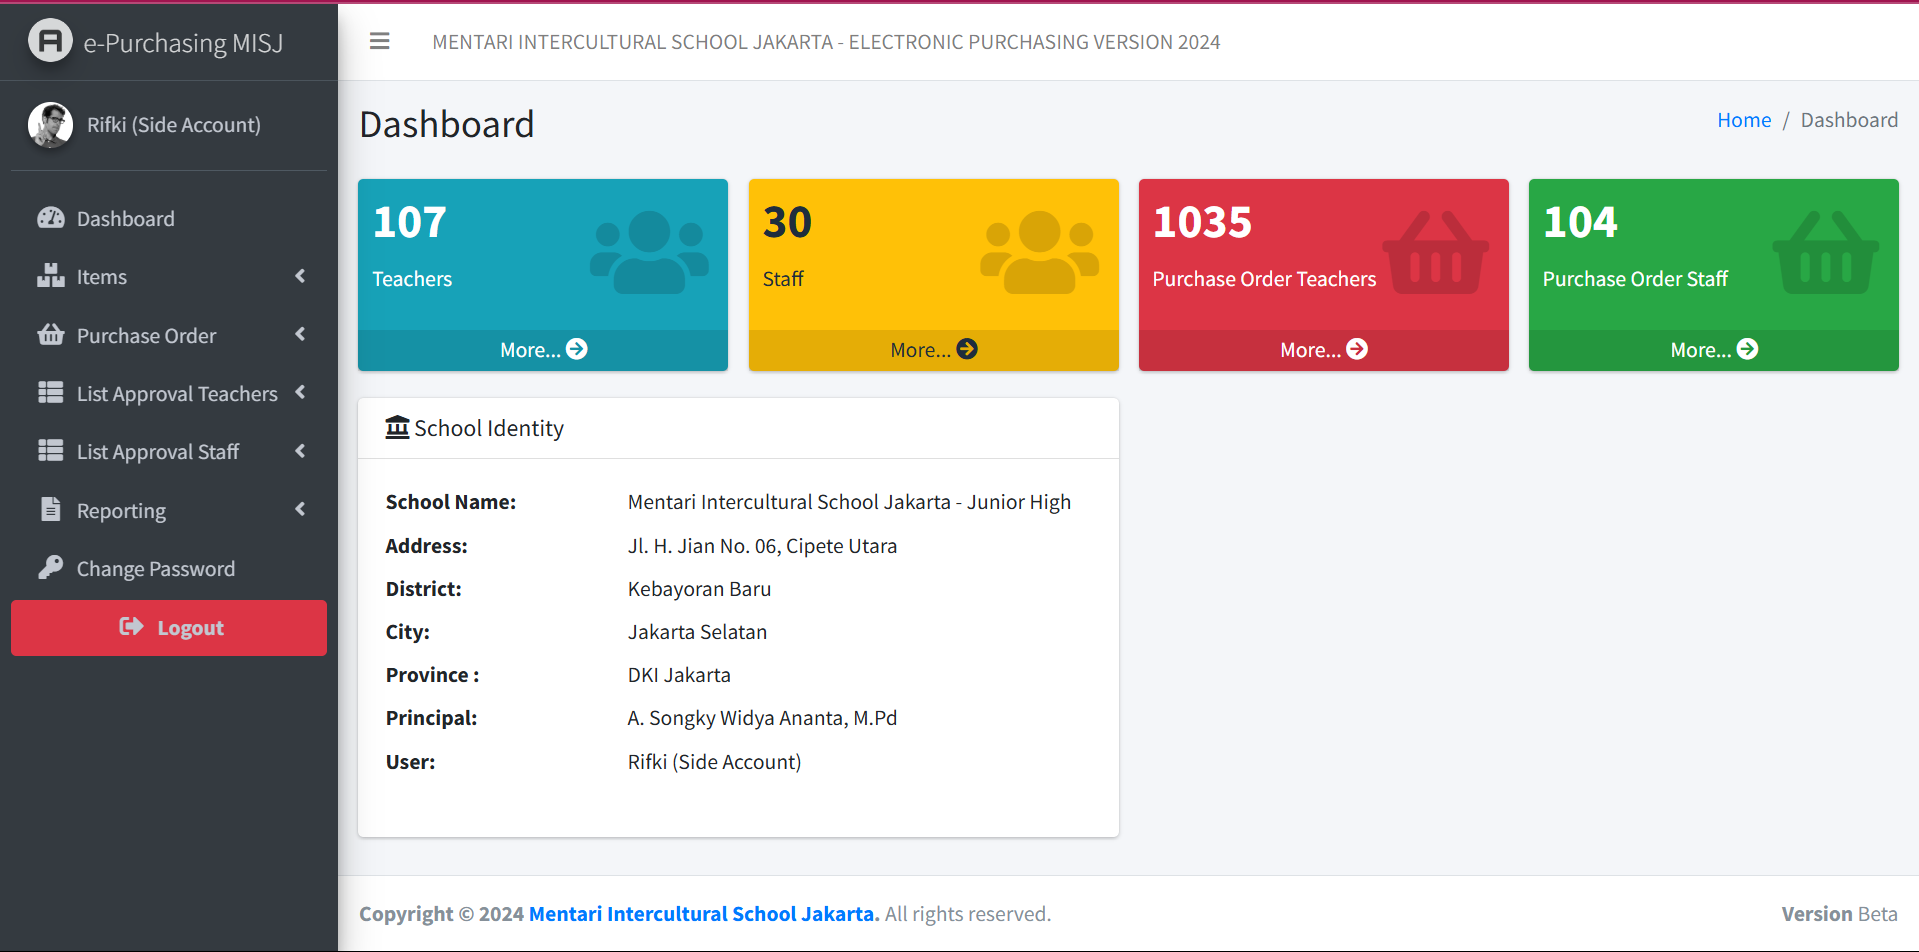 e-Purchasing MISJ
MENTARI INTERCULTURAL SCHOOL JAKARTA - ELECTRONIC PURCHASING VERSION 2024
Rifki (Side Account)
Dashboard
Items
Purchase Order
List Approval Teachers
List Approval Staff
Reporting
Change Password
Logout
Dashboard
Home / Dashboard
107
Teachers
More...
30
Staff
More...
1035
Purchase Order Teachers
More...
104
Purchase Order Staff
More...
School Identity
School Name: Mentari Intercultural School Jakarta - Junior High
Address: Jl. H. Jian No. 06, Cipete Utara
District: Kebayoran Baru
City: Jakarta Selatan
Province : DKI Jakarta
Principal: A. Songky Widya Ananta, M.Pd
User: Rifki (Side Account)
Copyright © 2024 Mentari Intercultural School Jakarta. All rights reserved.
Version Beta